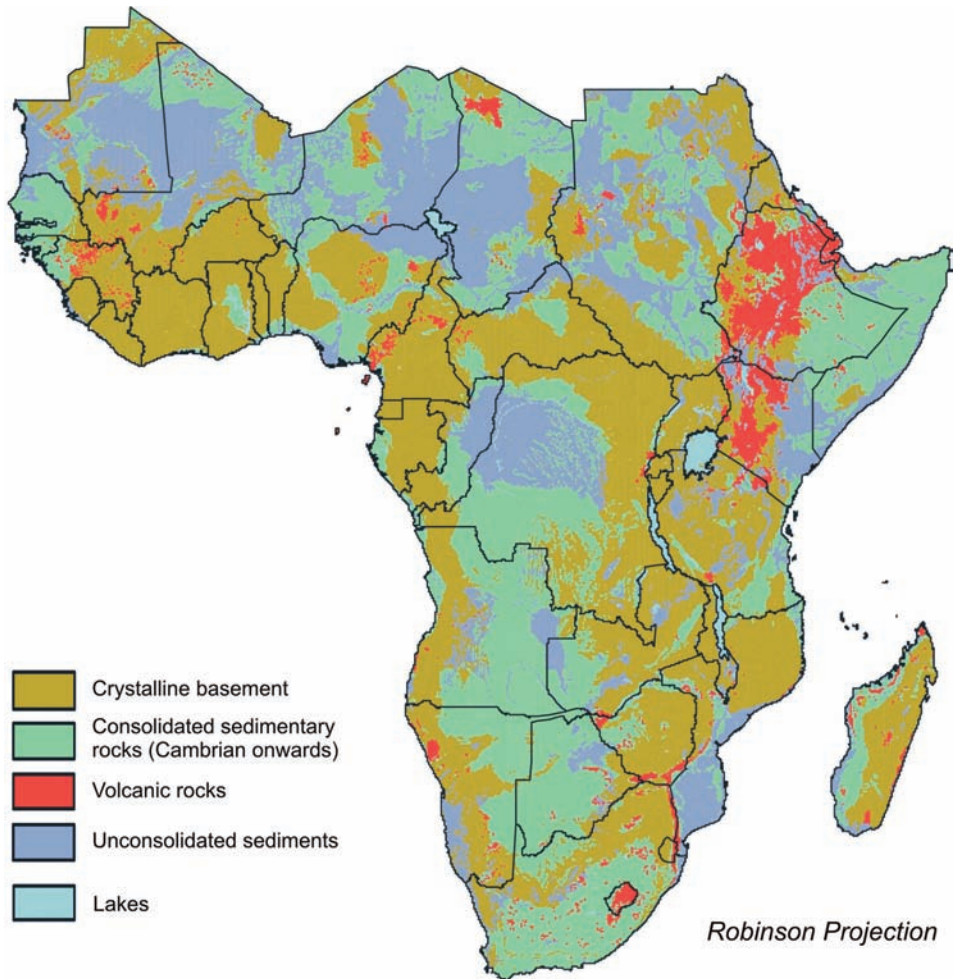 Crystalline basement
Consolidated sedimentary
rocks (Cambrian onwards)
Volcanic rocks
Unconsolidated sediments
Lakes
Robinson Projection